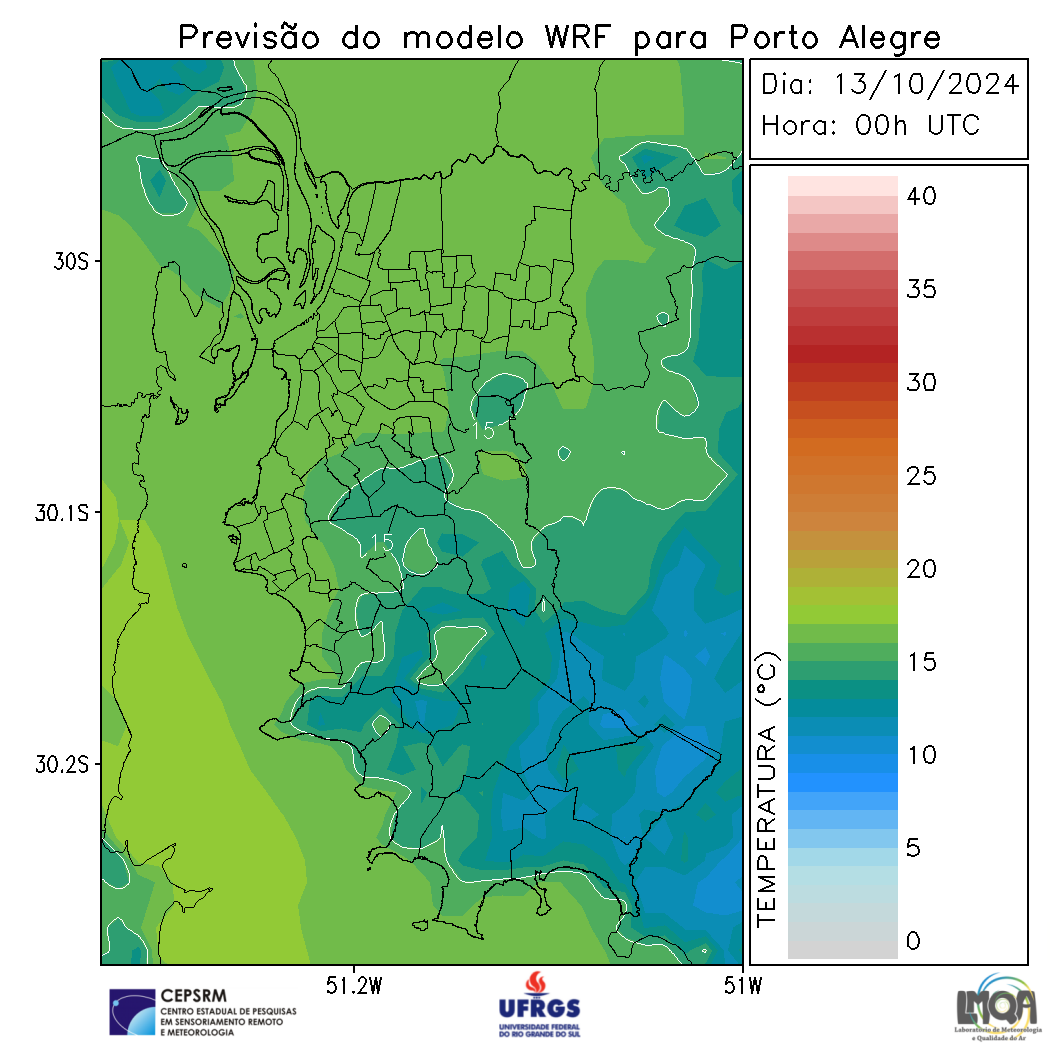 Previsão do modelo WRF para Porto Alegre
Dia: 13/10/2024
Hora: 00h UTC
40
35
30
25
20
15
10
5
0
TEMPERATURA (°C)
30S
30.1S
30.2S
51.2W
51W
15
15
CEPSRM
CENTRO ESTADUAL DE PESQUISAS
EM SENSORIAMENTO REMOTO
E METEOROLOGIA
UFRGS
UNIVERSIDADE FEDERAL
DO RIO GRANDE DO SUL
LMQA
Laboratório de Meteorologia
e Qualidade do Ar